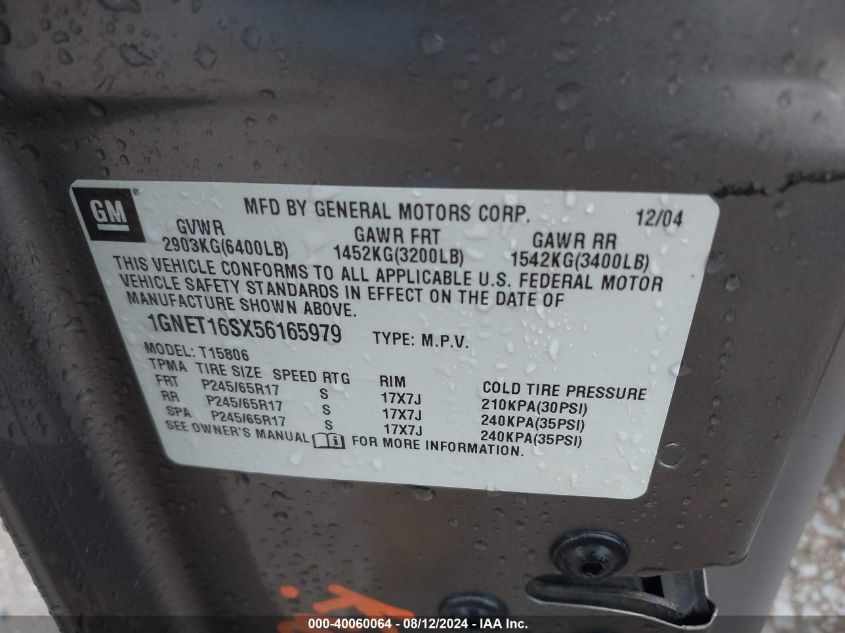 GM
MFD BY GENERAL MOTORS CORP. 12/04
GVWR GAWR FRT GAWR RR
2903KG(6400LB) 1452KG(3200LB) 1542KG(3400LB)
THIS VEHICLE CONFORMS TO ALL APPLICABLE U.S. FEDERAL MOTOR
VEHICLE SAFETY STANDARDS IN EFFECT ON THE DATE OF
MANUFACTURE SHOWN ABOVE.
1GNET16SX56165979 TYPE: M.P.V.
MODEL: T15806
TPMA TIRE SIZE SPEED RTG RIM COLD TIRE PRESSURE
FRT P245/65R17 S 17X7J 210KPA(30PSI)
RR P245/65R17 S 17X7J 240KPA(35PSI)
SPA P245/65R17 S 17X7J 240KPA(35PSI)
SEE OWNER'S MANUAL FOR MORE INFORMATION.
000-40060064 - 08/12/2024 - IAA Inc.